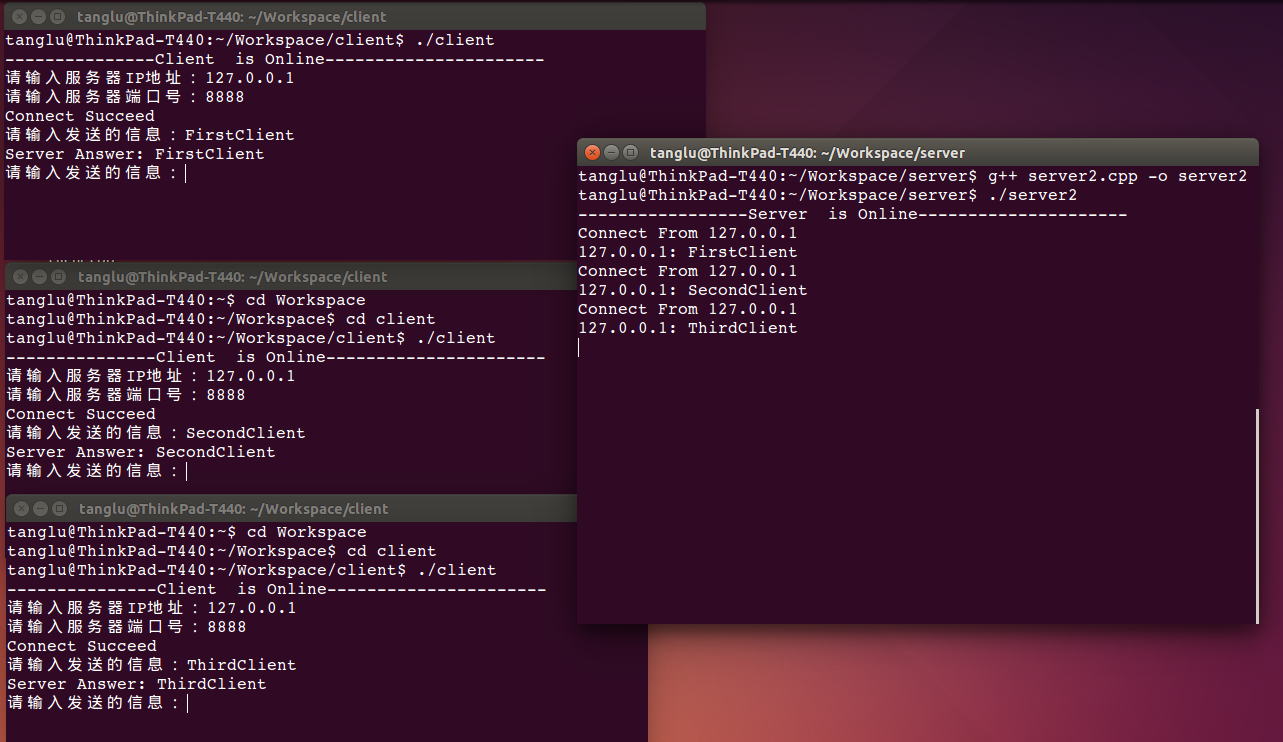 tanglu@ThinkPad-T440: ~/Workspace/client
tanglu@ThinkPad-T440:~/Workspace/client$ ./client
---------------Client  is Online----------------------
请输入服务器IP地址：127.0.0.1
请输入服务器端口号：8888
Connect Succeed
请输入发送的信息：FirstClient
Server Answer: FirstClient
请输入发送的信息：
tanglu@ThinkPad-T440: ~/Workspace/client
tanglu@ThinkPad-T440:~$ cd Workspace
tanglu@ThinkPad-T440:~/Workspace$ cd client
tanglu@ThinkPad-T440:~/Workspace/client$ ./client
---------------Client  is Online----------------------
请输入服务器IP地址：127.0.0.1
请输入服务器端口号：8888
Connect Succeed
请输入发送的信息：SecondClient
Server Answer: SecondClient
请输入发送的信息：
tanglu@ThinkPad-T440: ~/Workspace/client
tanglu@ThinkPad-T440:~$ cd Workspace
tanglu@ThinkPad-T440:~/Workspace$ cd client
tanglu@ThinkPad-T440:~/Workspace/client$ ./client
---------------Client  is Online----------------------
请输入服务器IP地址：127.0.0.1
请输入服务器端口号：8888
Connect Succeed
请输入发送的信息：ThirdClient
Server Answer: ThirdClient
请输入发送的信息：
tanglu@ThinkPad-T440: ~/Workspace/server
tanglu@ThinkPad-T440:~/Workspace/server$ g++ server2.cpp -o server2
tanglu@ThinkPad-T440:~/Workspace/server$ ./server2
-----------------Server  is Online---------------------
Connect From 127.0.0.1
127.0.0.1: FirstClient
Connect From 127.0.0.1
127.0.0.1: SecondClient
Connect From 127.0.0.1
127.0.0.1: ThirdClient